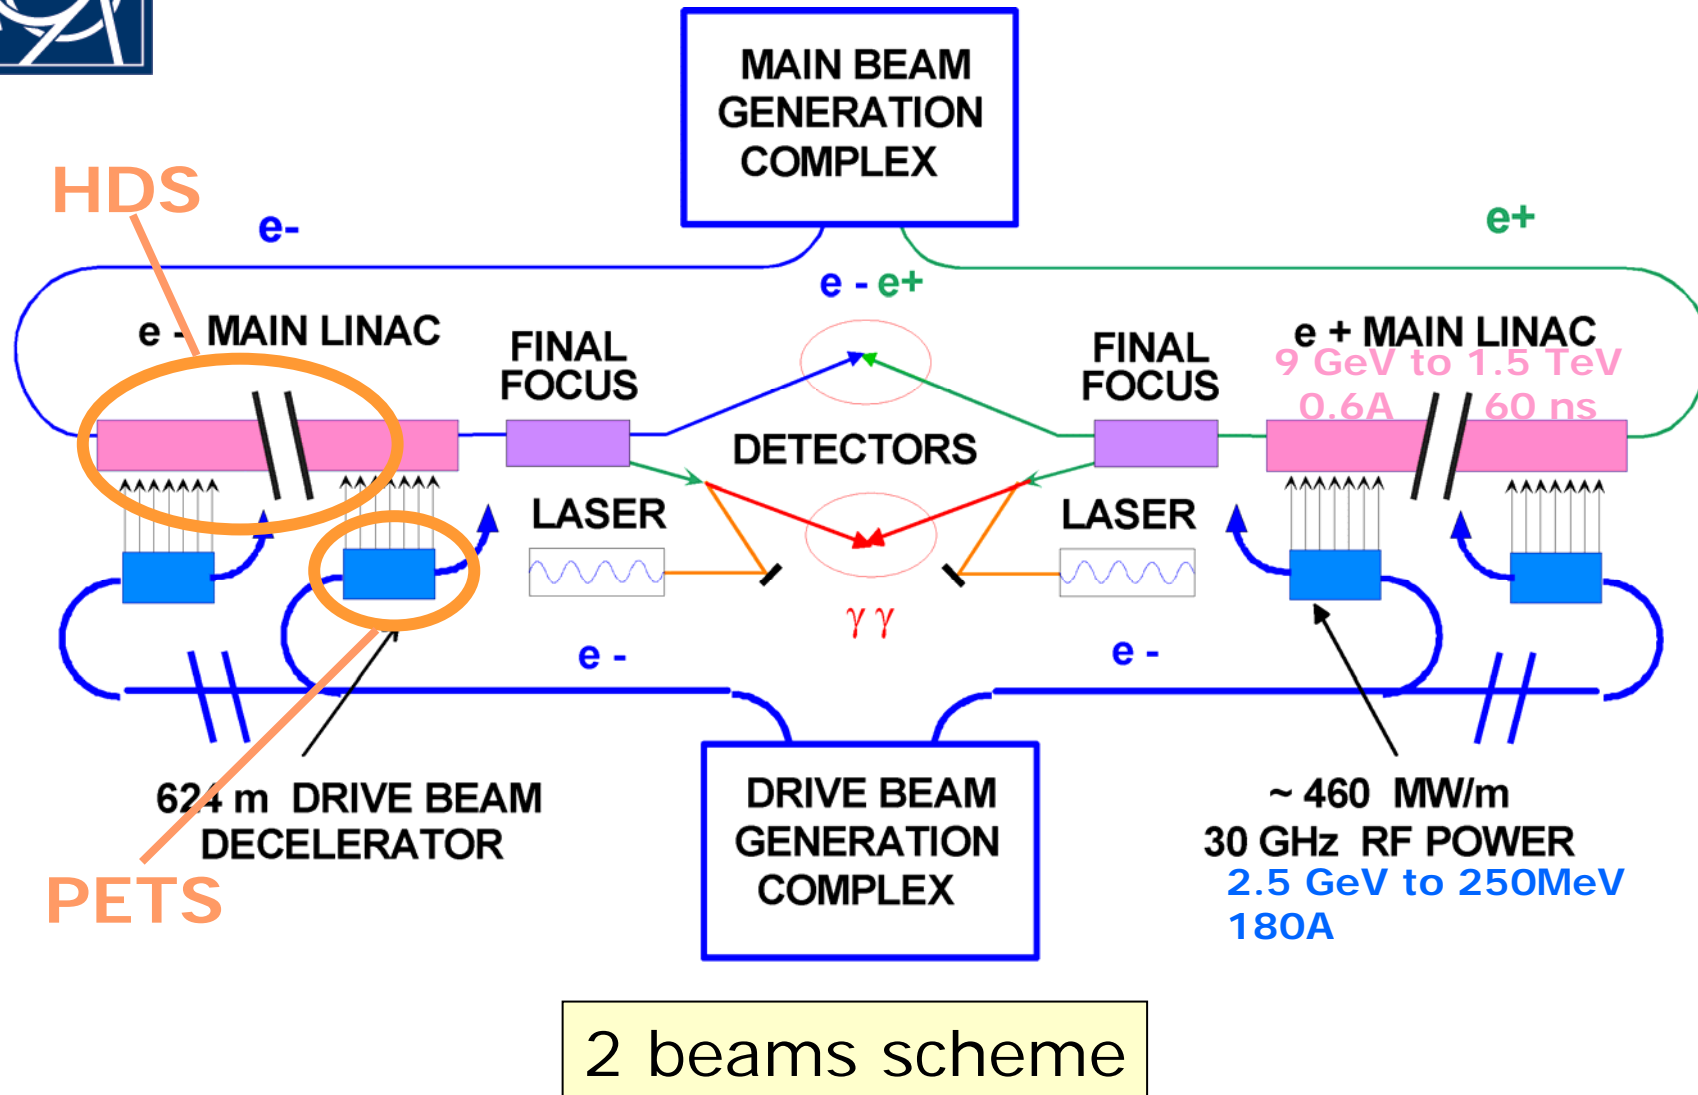 MAIN BEAM
GENERATION
COMPLEX
HDS
e-
e+
e - e+
e - MAIN LINAC
FINAL
FOCUS
FINAL
FOCUS
e + MAIN LINAC
9 GeV to 1.5 TeV
0.6A 60 ns
DETECTORS
LASER
LASER
γ γ
e -
e -
624 m DRIVE BEAM
DECELERATOR
PETS
DRIVE BEAM
GENERATION
COMPLEX
~ 460 MW/m
30 GHz RF POWER
2.5 GeV to 250MeV
180A
2 beams scheme